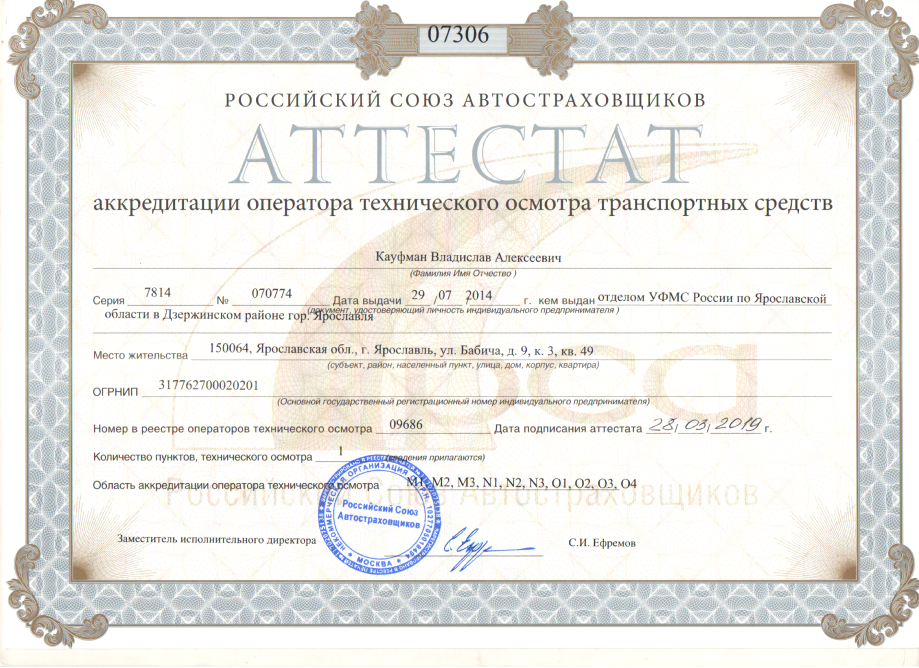 07306
РОССИЙСКИЙ СОЮЗ АВТОСТРАХОВЩИКОВ
АТТЕСТАТ
аккредитации оператора технического осмотра транспортных средств
Кауфман Владислав Алексеевич
(Фамилия Имя Отчество )
Серия 7814 № 070774 Дата выдачи 29 /07 /2014 г. кем выдан отделом УФМС России по Ярославской
(документ, удостоверяющий личность индивидуального предпринимателя )
области в Дзержинском районе гор. Ярославля
Место жительства 150064, Ярославская обл., г. Ярославль, ул. Бабича, д. 9, к. 3, кв. 49
(субъект, район, населенный пункт, улица, дом, корпус, квартира)
ОГРНИП 317762700020201
(Основной государственный регистрационный номер индивидуального предпринимателя)
Номер в реестре операторов технического осмотра 09686 Дата подписания аттестата 28/ 03/ 2019 г.
Количество пунктов, технического осмотра 1 (сведения прилагаются)
Область аккредитации оператора технического осмотра M1, M2, M3, N1, N2, N3, O1, O2, O3, O4
рса
Российский Союз Автостраховщиков
Российский Союз
Автостраховщиков
НЕКОММЕРЧЕСКАЯ ОРГАНИЗАЦИЯ
* МОСКВА *
Заместитель исполнительного директора С.И. Ефремов